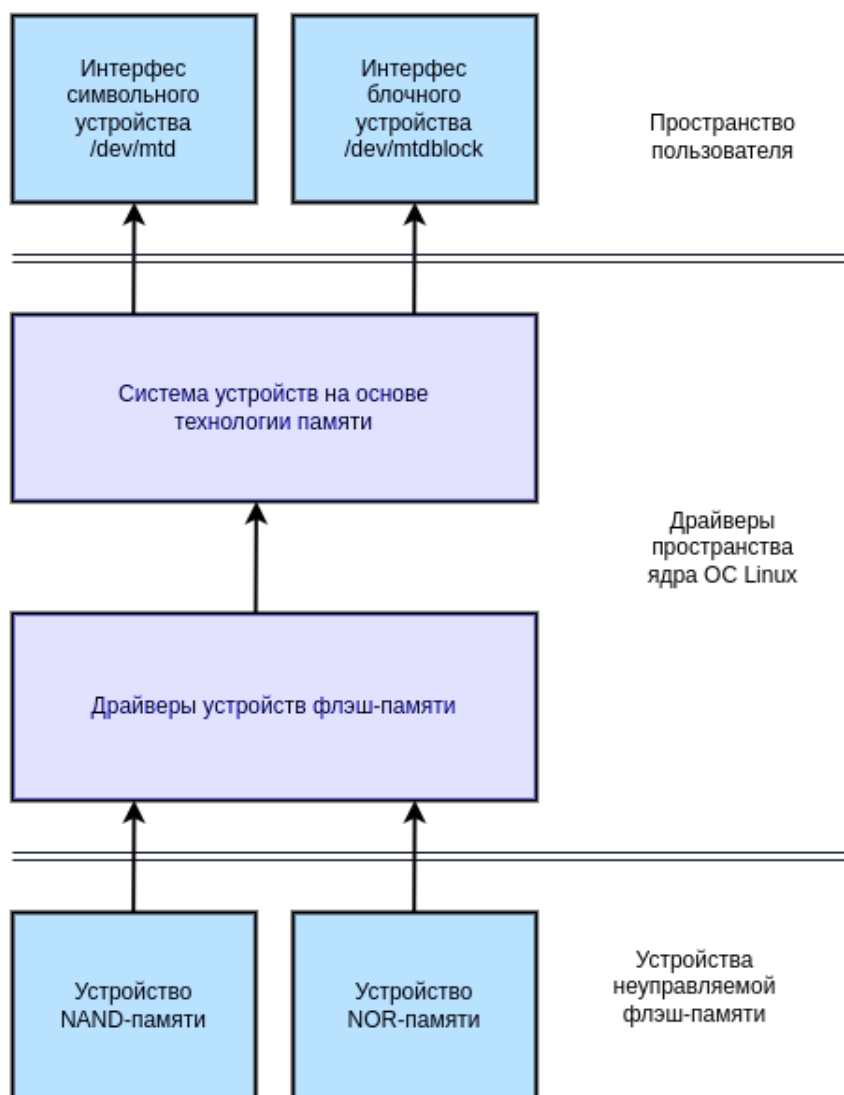 Интерфес
символьного
устройства
/dev/mtd
Интерфес
блочного
устройства
/dev/mtdblock
Пространство
пользователя
Система устройств на основе
технологии памяти
Драйверы
пространства
ядра ОС Linux
Драйверы устройств флэш-памяти
Устройство
NAND-памяти
Устройство
NOR-памяти
Устройства
неуправляемой
флэш-памяти